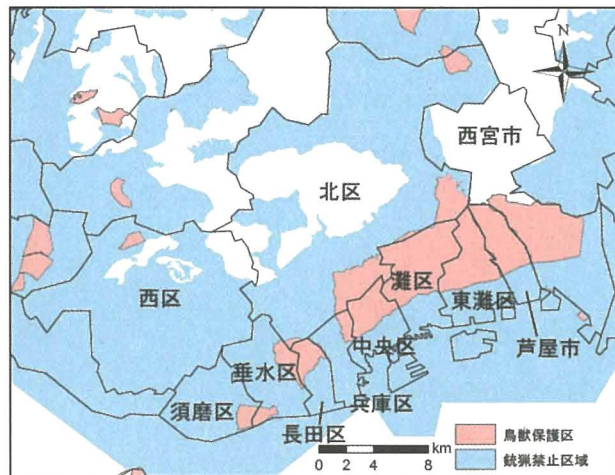 N
西宮市
北区
灘区
西区
東灘区
中央区
芦屋市
垂水区
須磨区
兵庫区
長田区
0 2 4 8 km
鳥獣保護区
銃猟禁止区域